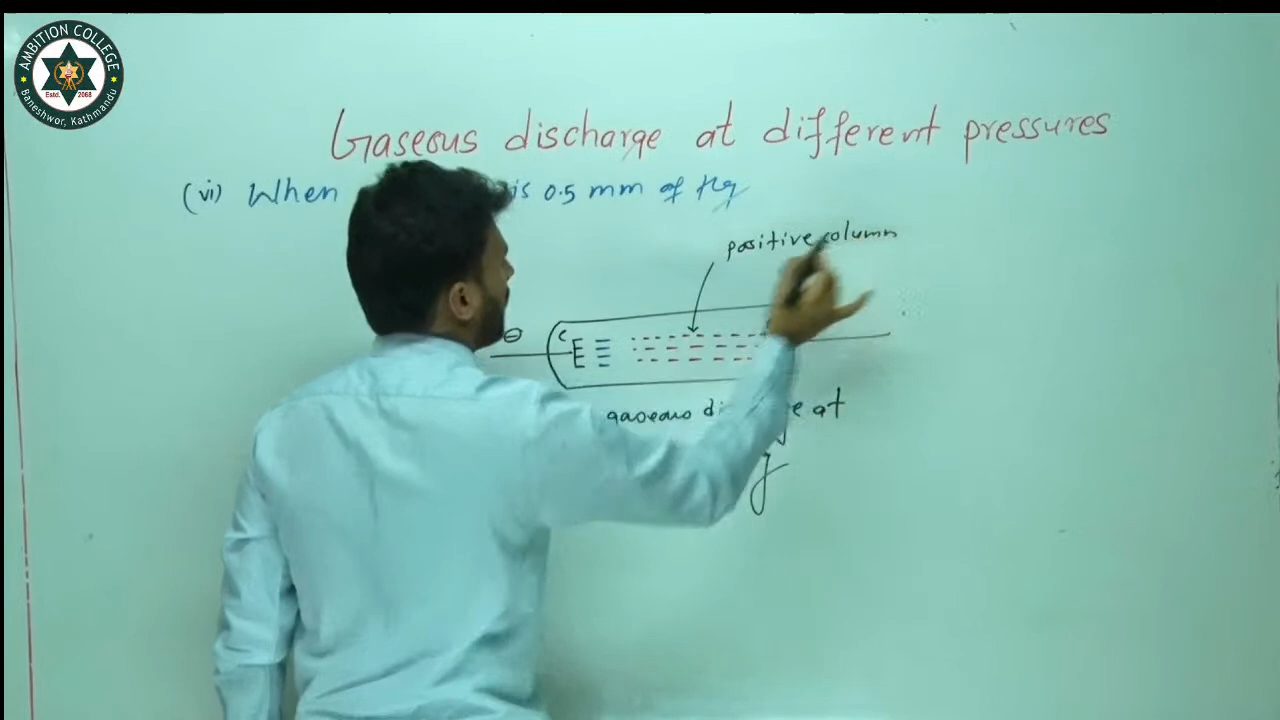 AMBITION COLLEGE
Estd. 2068
Baneshwor, Kathmandu
Gaseous discharge at different pressures
(vi) When is 0.5 mm of Hg
positive column
⊖
C
gaseous at